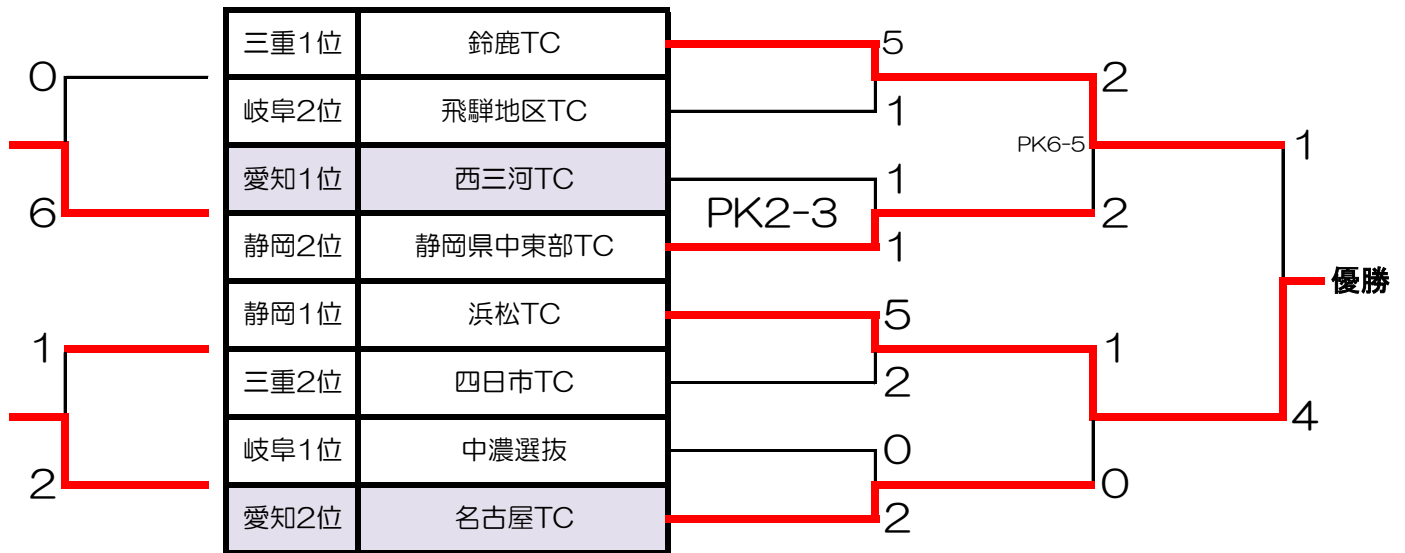 三重1位 鈴鹿TC 5
0 2
岐阜2位 飛騨地区TC 1
PK6-5 1
愛知1位 西三河TC 1
6 PK2-3 2
静岡2位 静岡県中東部TC 1
優勝
静岡1位 浜松TC 5
1 1
三重2位 四日市TC 2
4
岐阜1位 中濃選抜 0
2 0
愛知2位 名古屋TC 2